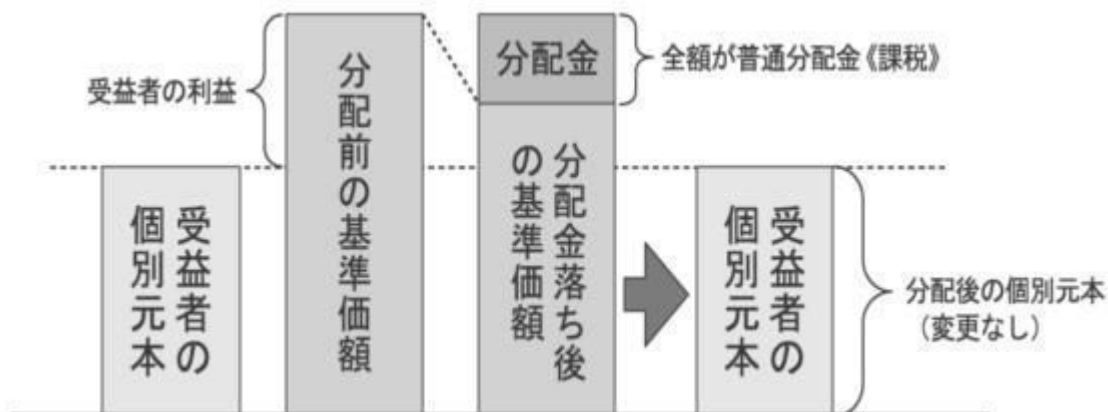 受益者の利益
受益者の
個別元本
分配前の基準価額
分配金
全額が普通分配金《課税》
分配金落ち後
の基準価額
受益者の
個別元本
分配後の個別元本
（変更なし）